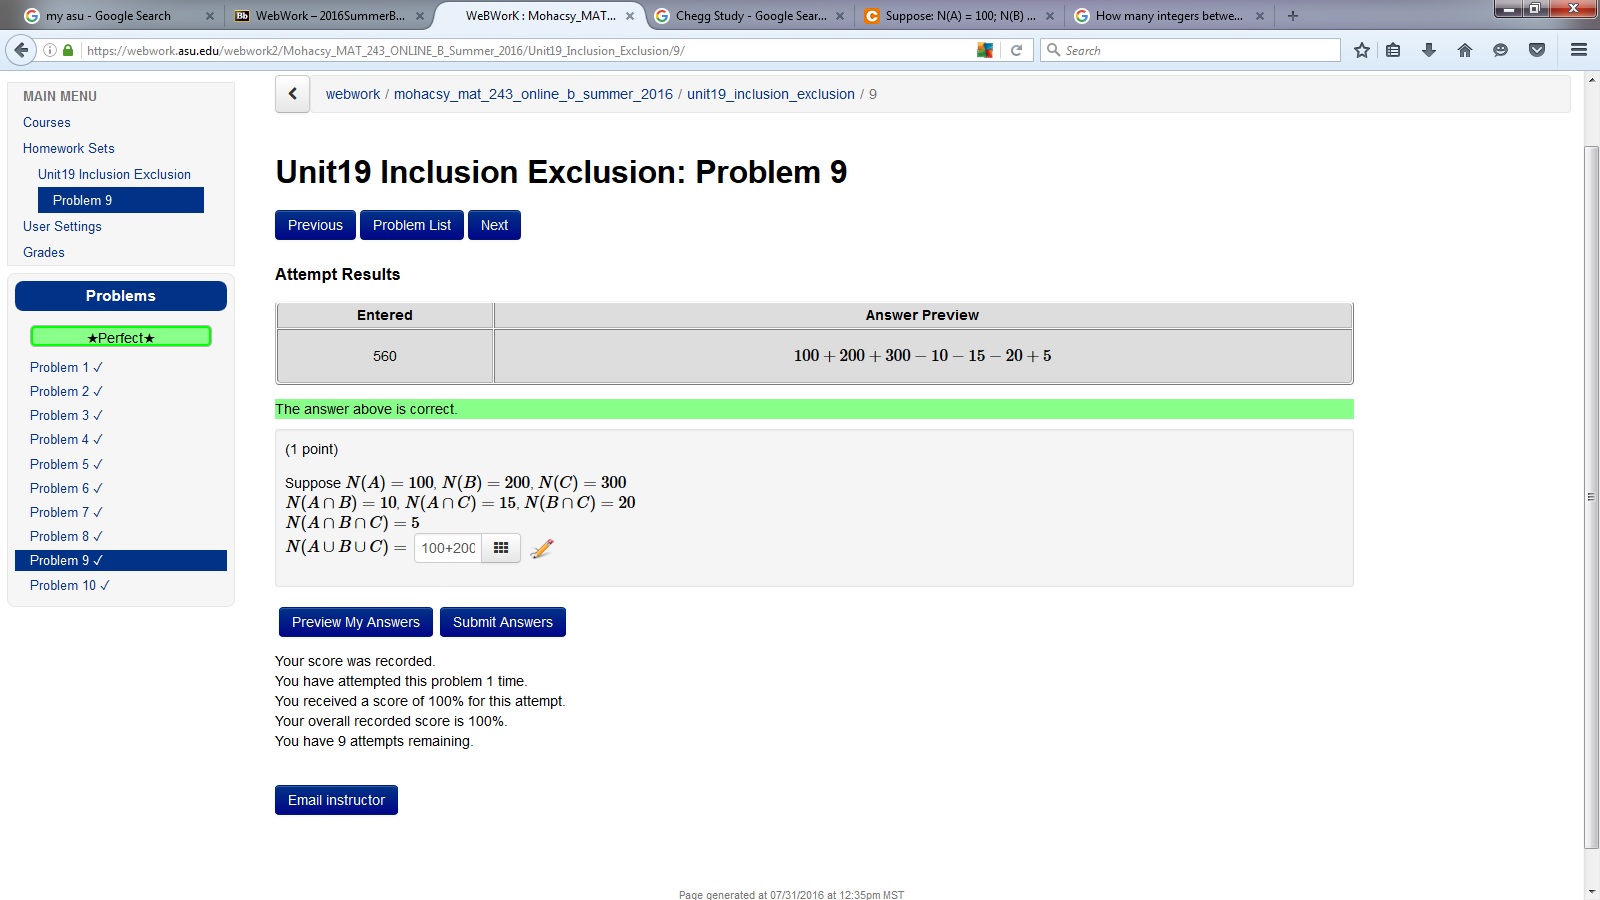 my asu - Google Search
WebWork – 2016SummerB...
WeBWorK : Mohacsy_MAT...
Chegg Study - Google Sear...
Suppose: N(A) = 100; N(B) ...
How many integers betwe...
https://webwork.asu.edu/webwork2/Mohacsy_MAT_243_ONLINE_B_Summer_2016/Unit19_Inclusion_Exclusion/9/
Search
MAIN MENU
Courses
Homework Sets
Unit19 Inclusion Exclusion
Problem 9
User Settings
Grades
Problems
★Perfect★
Problem 1 ✓
Problem 2 ✓
Problem 3 ✓
Problem 4 ✓
Problem 5 ✓
Problem 6 ✓
Problem 7 ✓
Problem 8 ✓
Problem 9 ✓
Problem 10 ✓
webwork / mohacsy_mat_243_online_b_summer_2016 / unit19_inclusion_exclusion / 9
Unit19 Inclusion Exclusion: Problem 9
Previous Problem List Next
Attempt Results
Entered Answer Preview
560 100 + 200 + 300 − 10 − 15 − 20 + 5
The answer above is correct.
(1 point)
Suppose N(A) = 100, N(B) = 200, N(C) = 300
N(A ∩ B) = 10, N(A ∩ C) = 15, N(B ∩ C) = 20
N(A ∩ B ∩ C) = 5
N(A ∪ B ∪ C) = 100+200
Preview My Answers Submit Answers
Your score was recorded.
You have attempted this problem 1 time.
You received a score of 100% for this attempt.
Your overall recorded score is 100%.
You have 9 attempts remaining.
Email instructor
Page generated at 07/31/2016 at 12:35pm MST